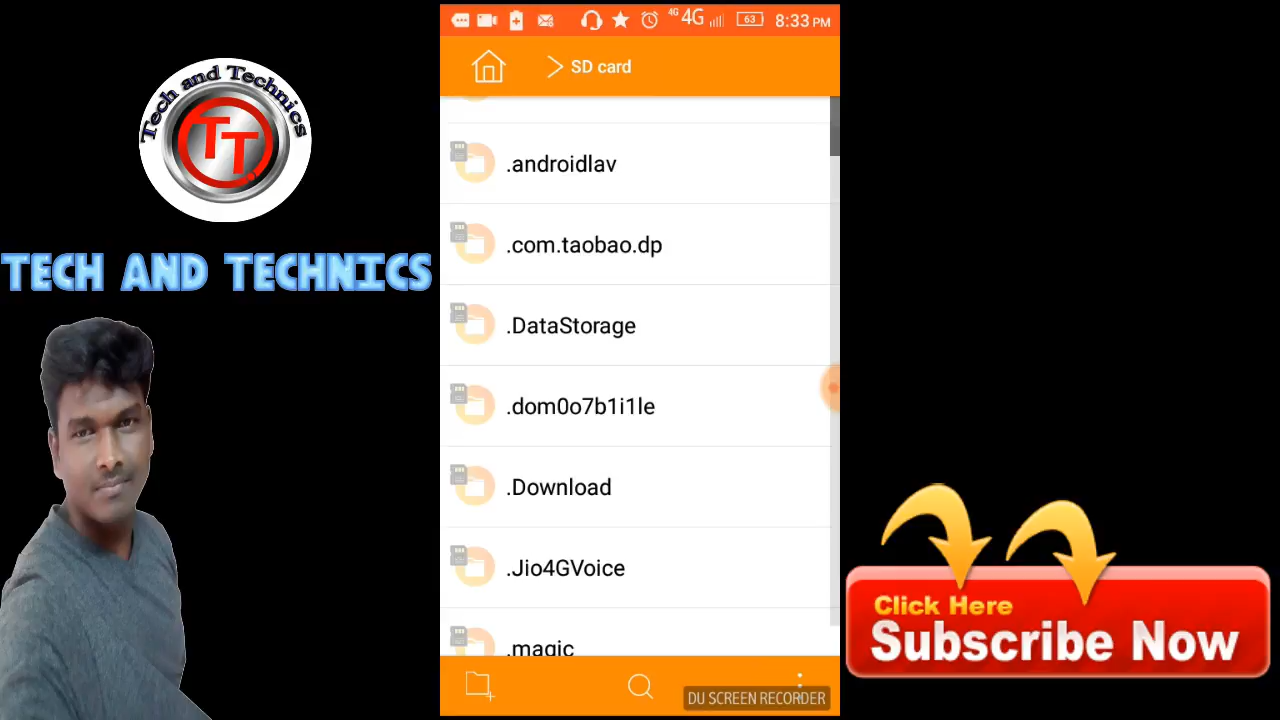 Tech and Technics
TT.
TECH AND TECHNICS
4G 4G 63 8:33 PM
SD card
.androidlav
.com.taobao.dp
.DataStorage
.dom0o7b1i1le
.Download
.Jio4GVoice
.magic
DU SCREEN RECORDER
Click Here
Subscribe Now